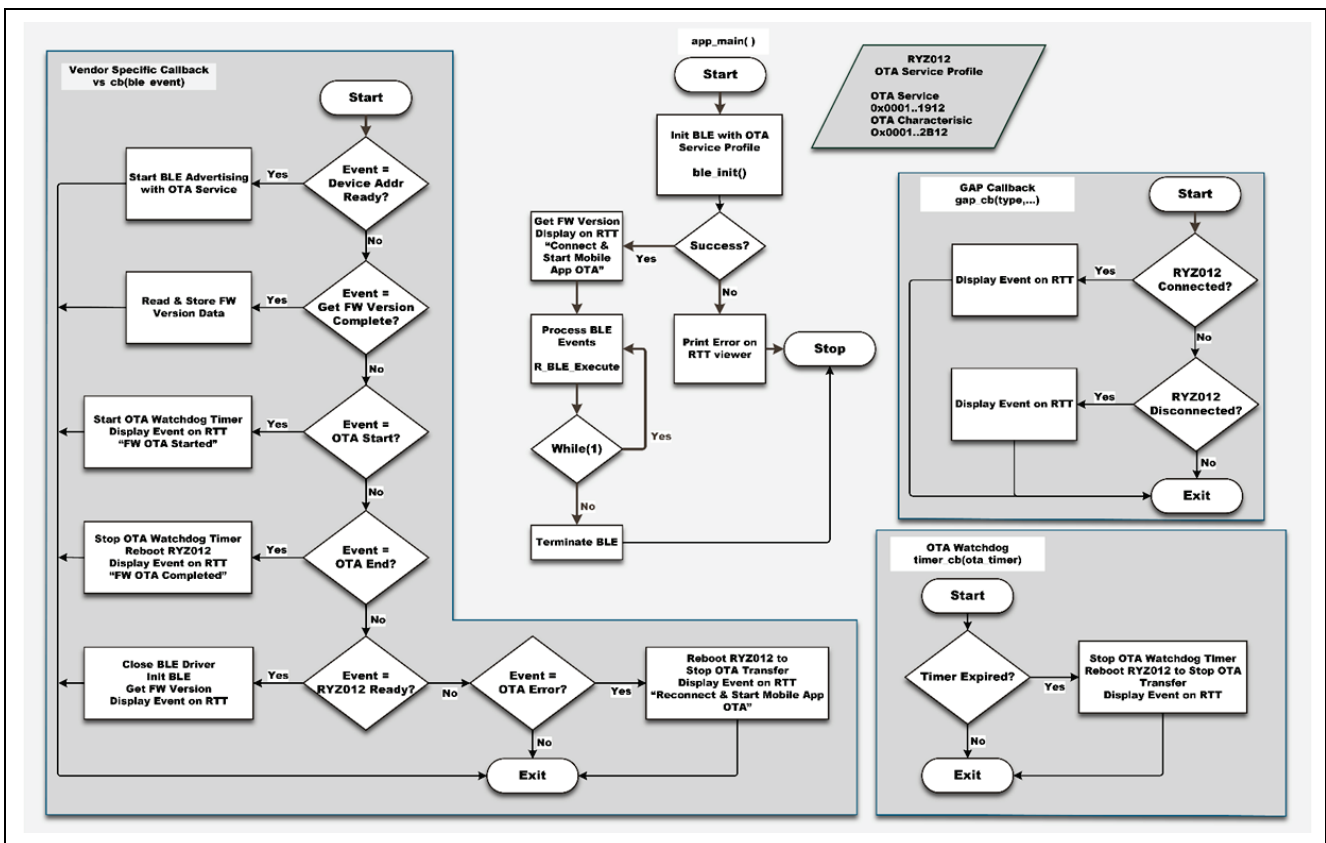 Vendor Specific Callback
vs_cb(ble_event)
Start
Event =
Device Addr
Ready?
Yes
Start BLE Advertising
with OTA Service
No
Event =
Get FW Version
Complete?
Yes
Read & Store FW
Version Data
No
Event =
OTA Start?
Yes
Start OTA Watchdog Timer
Display Event on RTT
“FW OTA Started”
No
Event =
OTA End?
Yes
Stop OTA Watchdog Timer
Reboot RYZ012
Display Event on RTT
“FW OTA Completed”
No
Event =
RYZ012 Ready?
Yes
Close BLE Driver
Init BLE
Get FW Version
Display Event on RTT
No
Event =
OTA Error?
Yes
Reboot RYZ012 to
Stop OTA Transfer
Display Event on RTT
“Reconnect & Start Mobile App
OTA”
No
Exit
app_main( )
Start
Init BLE with OTA
Service Profile
ble_init()
Success?
Yes
Get FW Version
Display on RTT
“Connect &
Start Mobile
App OTA”
No
Print Error on
RTT viewer
Stop
Process BLE
Events
R_BLE_Execute
While(1)
Yes
No
Terminate BLE
RYZ012
OTA Service Profile
OTA Service
0x0001..1912
OTA Characterisic
Ox0001..2B12
GAP Callback
gap_cb(type,...)
Start
RYZ012
Connected?
Yes
Display Event on RTT
No
RYZ012
Disconnected?
Yes
Display Event on RTT
No
Exit
OTA Watchdog
timer_cb(ota_timer)
Start
Timer Expired?
Yes
Stop OTA Watchdog TImer
Reboot RYZ012 to Stop OTA
Transfer
Display Event on RTT
No
Exit